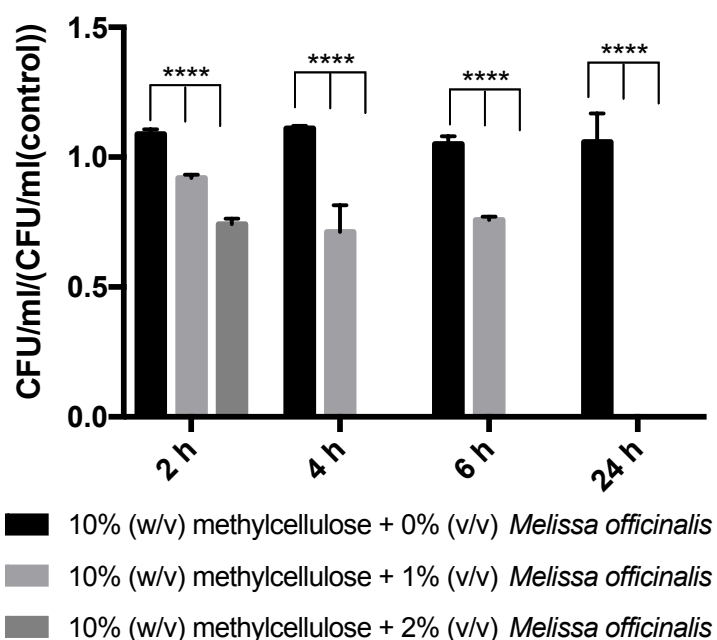 CFU/ml/(CFU/ml(control))
1.5
1.0
0.5
0.0
**** **** **** ****
2 h 4 h 6 h 24 h
10% (w/v) methylcellulose + 0% (v/v) Melissa officinalis
10% (w/v) methylcellulose + 1% (v/v) Melissa officinalis
10% (w/v) methylcellulose + 2% (v/v) Melissa officinalis